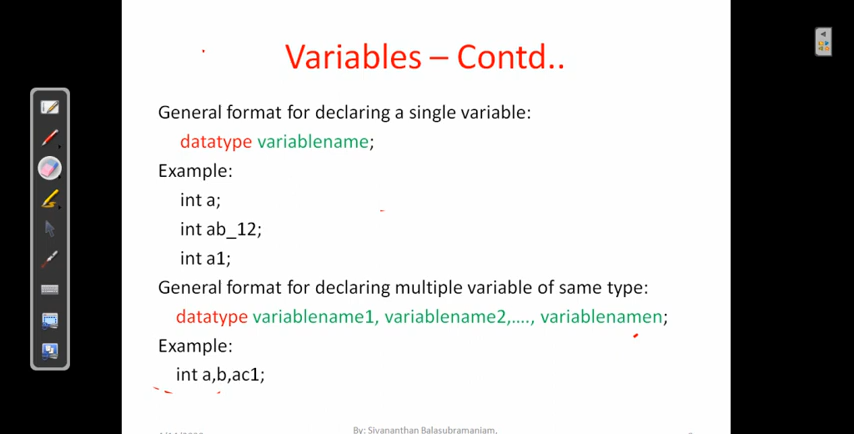 Variables – Contd..
General format for declaring a single variable:
datatype variablename;
Example:
int a;
int ab_12;
int a1;
General format for declaring multiple variable of same type:
datatype variablename1, variablename2,...., variablenamen;
Example:
int a,b,ac1;
By: Sivananthan Balasubramaniam,